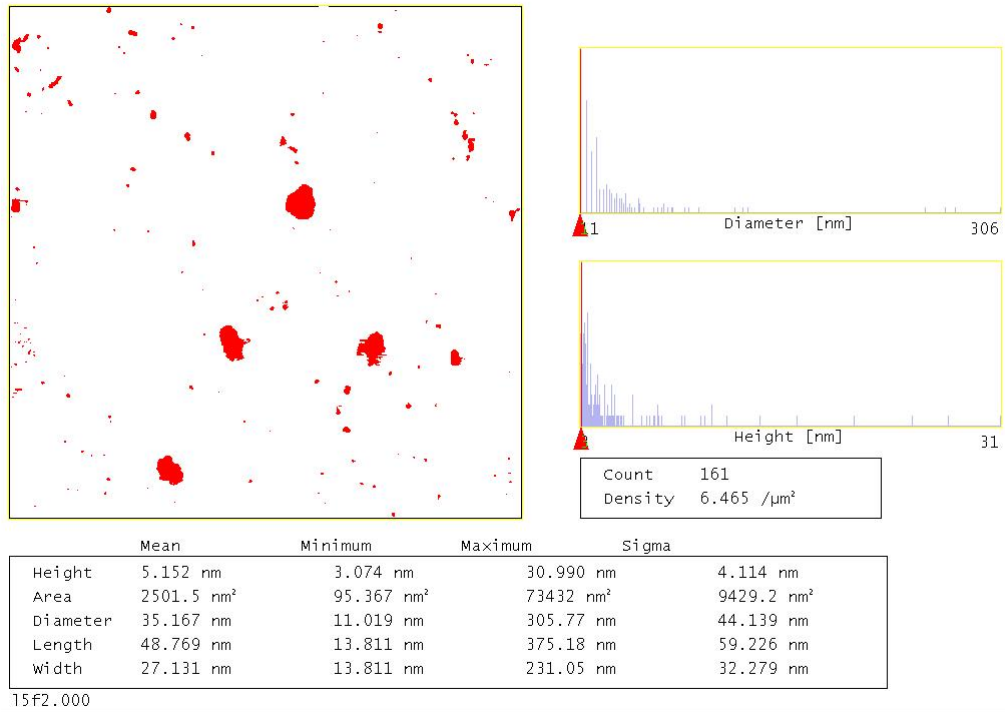 1 Diameter [nm] 306
Height [nm] 31
Count 161
Density 6.465 /µm²
Mean Minimum Maximum Sigma
Height 5.152 nm 3.074 nm 30.990 nm 4.114 nm
Area 2501.5 nm² 95.367 nm² 73432 nm² 9429.2 nm²
Diameter 35.167 nm 11.019 nm 305.77 nm 44.139 nm
Length 48.769 nm 13.811 nm 375.18 nm 59.226 nm
Width 27.131 nm 13.811 nm 231.05 nm 32.279 nm
15f2.000